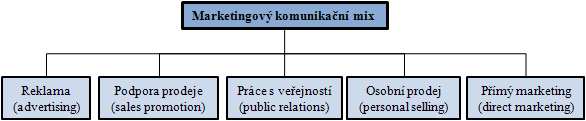 Marketingový komunikační mix
Reklama
(advertising)
Podpora prodeje
(sales promotion)
Práce s veřejností
(public relations)
Osobní prodej
(personal selling)
Přímý marketing
(direct marketing)